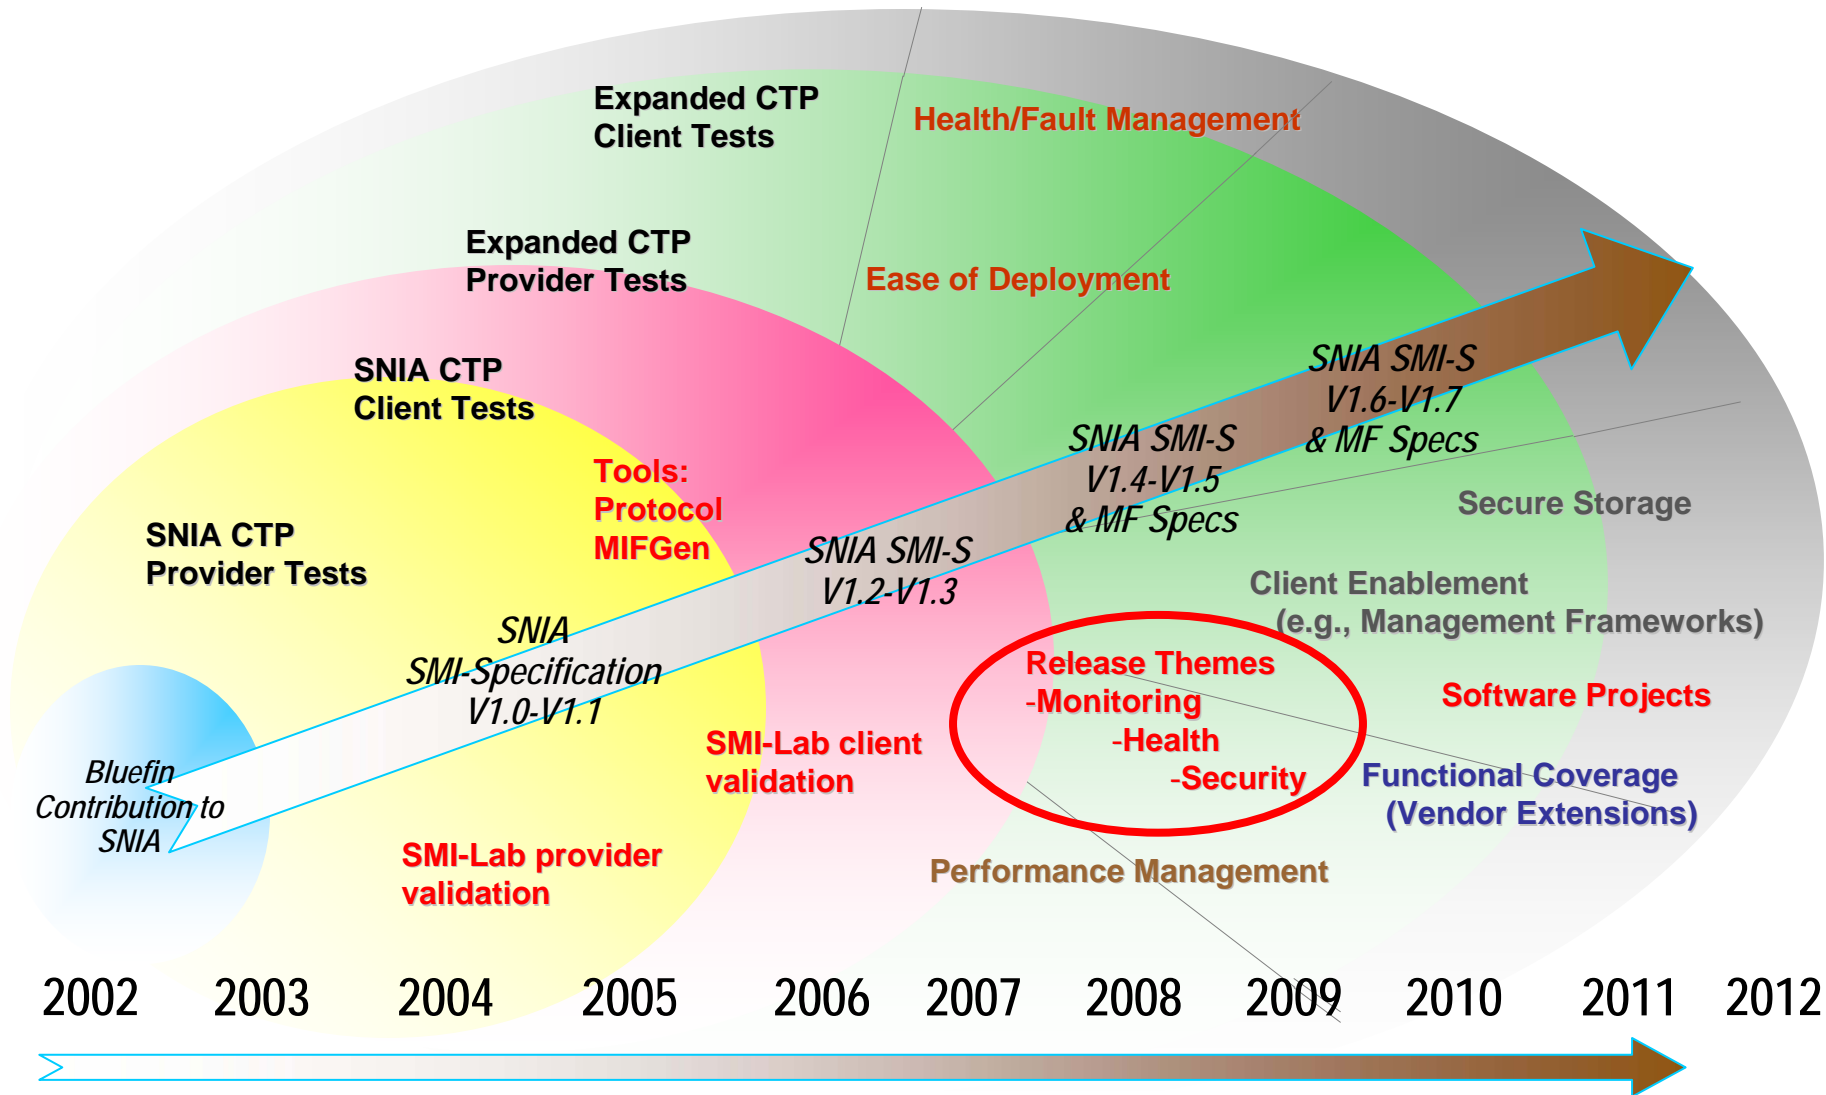 Expanded CTP
Client Tests
Health/Fault Management
Expanded CTP
Provider Tests
Ease of Deployment
SNIA CTP
Client Tests
SNIA SMI-S
V1.6-V1.7
& MF Specs
SNIA SMI-S
V1.4-V1.5
& MF Specs
Tools:
Protocol
MIFGen
Secure Storage
SNIA CTP
Provider Tests
SNIA SMI-S
V1.2-V1.3
Client Enablement
(e.g., Management Frameworks)
SNIA
SMI-Specification
V1.0-V1.1
Release Themes
-Monitoring
-Health
-Security
Software Projects
SMI-Lab client
validation
Functional Coverage
(Vendor Extensions)
Bluefin
Contribution to
SNIA
SMI-Lab provider
validation
Performance Management
2002 2003 2004 2005 2006 2007 2008 2009 2010 2011 2012